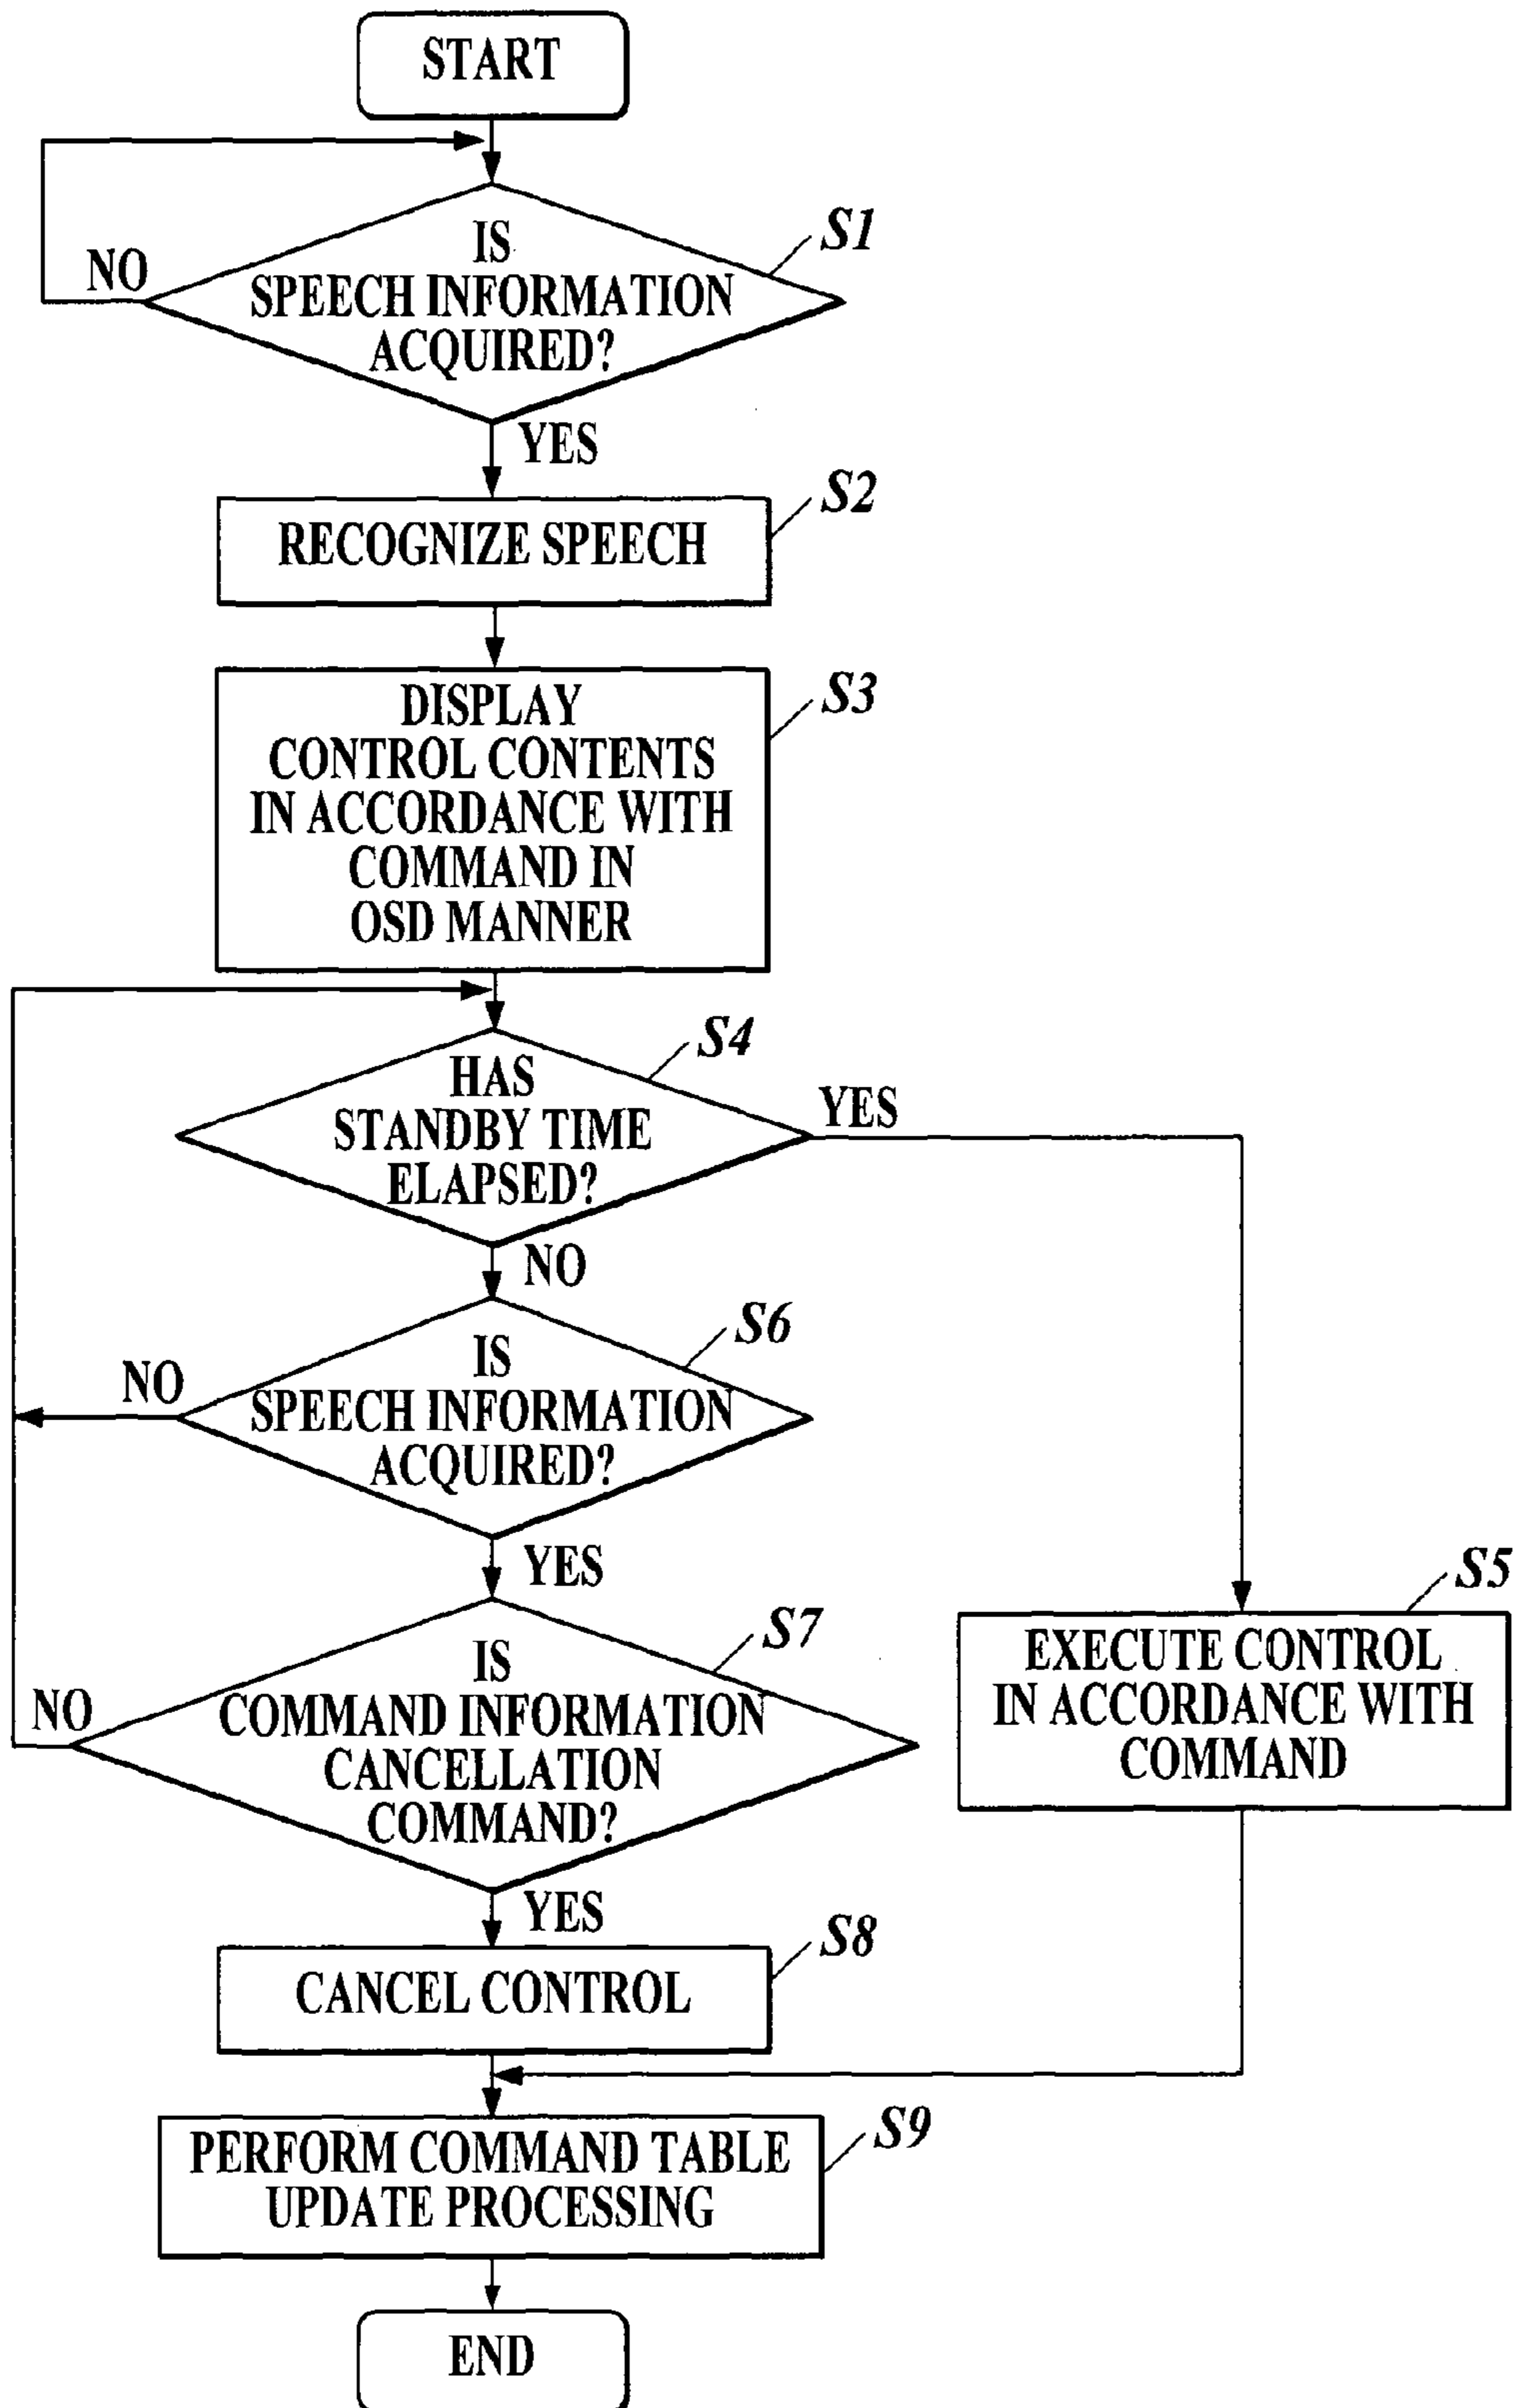 START
S1
IS
SPEECH INFORMATION
ACQUIRED?
NO
YES
S2
RECOGNIZE SPEECH
S3
DISPLAY
CONTROL CONTENTS
IN ACCORDANCE WITH
COMMAND IN
OSD MANNER
S4
HAS
STANDBY TIME
ELAPSED?
YES
NO
S6
IS
SPEECH INFORMATION
ACQUIRED?
NO
YES
S5
EXECUTE CONTROL
IN ACCORDANCE WITH
COMMAND
S7
IS
COMMAND INFORMATION
CANCELLATION
COMMAND?
NO
YES
S8
CANCEL CONTROL
S9
PERFORM COMMAND TABLE
UPDATE PROCESSING
END